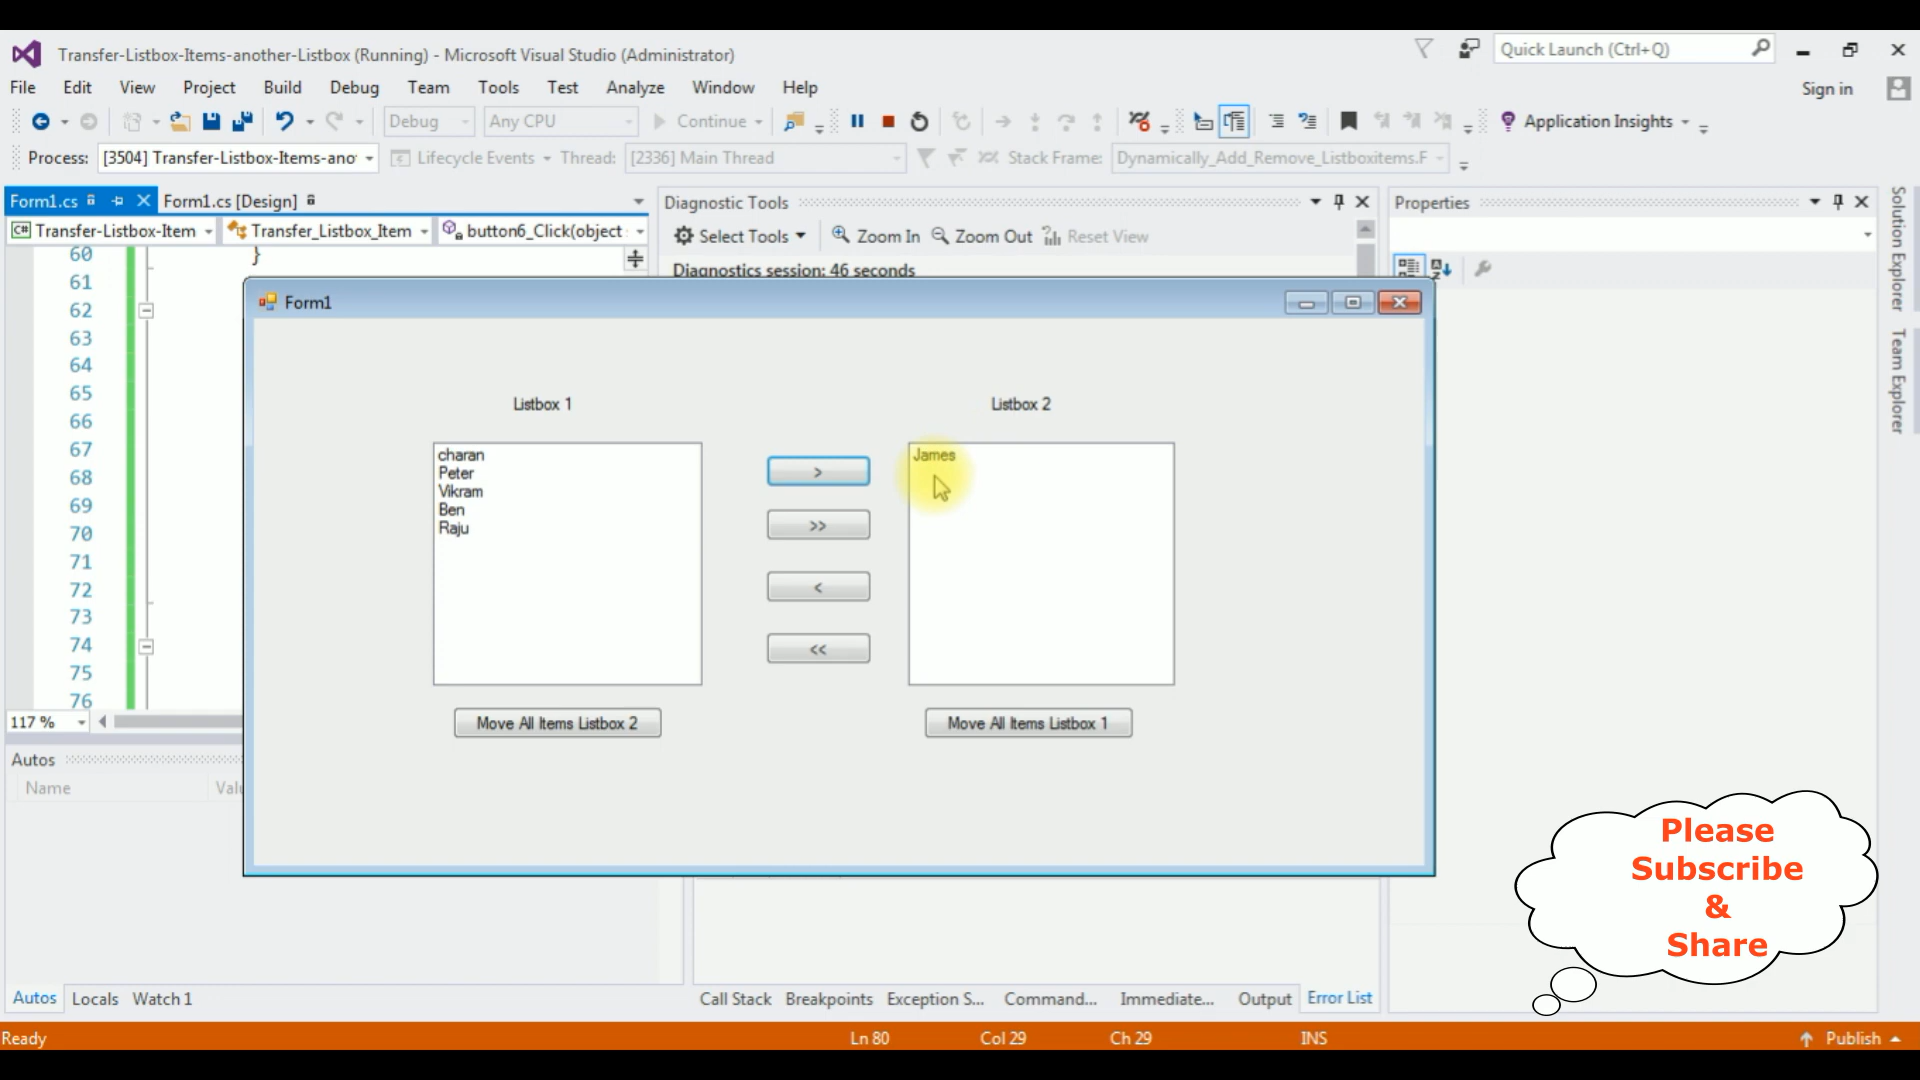 Transfer-Listbox-Items-another-Listbox (Running) - Microsoft Visual Studio (Administrator)
Quick Launch (Ctrl+Q)
File Edit View Project Build Debug Team Tools Test Analyze Window Help
Sign in
Debug Any CPU Continue Application Insights
Process: [3504] Transfer-Listbox-Items-ano Lifecycle Events Thread: [2336] Main Thread Stack Frame: Dynamically_Add_Remove_Listboxitems.F
Form1.cs Form1.cs [Design] Diagnostic Tools Properties
Solution Explorer
Team Explorer
Transfer-Listbox-Item Transfer_Listbox_Item button6_Click(object
Select Tools Zoom In Zoom Out Reset View
Diagnostics session: 46 seconds
60 }
61
62
63
64
65
66
67
68
69
70
71
72
73
74
75
76
Form1
Listbox 1
Listbox 2
charan
Peter
Vikram
Ben
Raju
>
>>
<
<<
James
Move All Items Listbox 2
Move All Items Listbox 1
117 %
Autos
Name
Please
Subscribe
&
Share
Autos Locals Watch 1
Call Stack Breakpoints Exception S... Command... Immediate... Output Error List
Ready Ln 80 Col 29 Ch 29 INS Publish